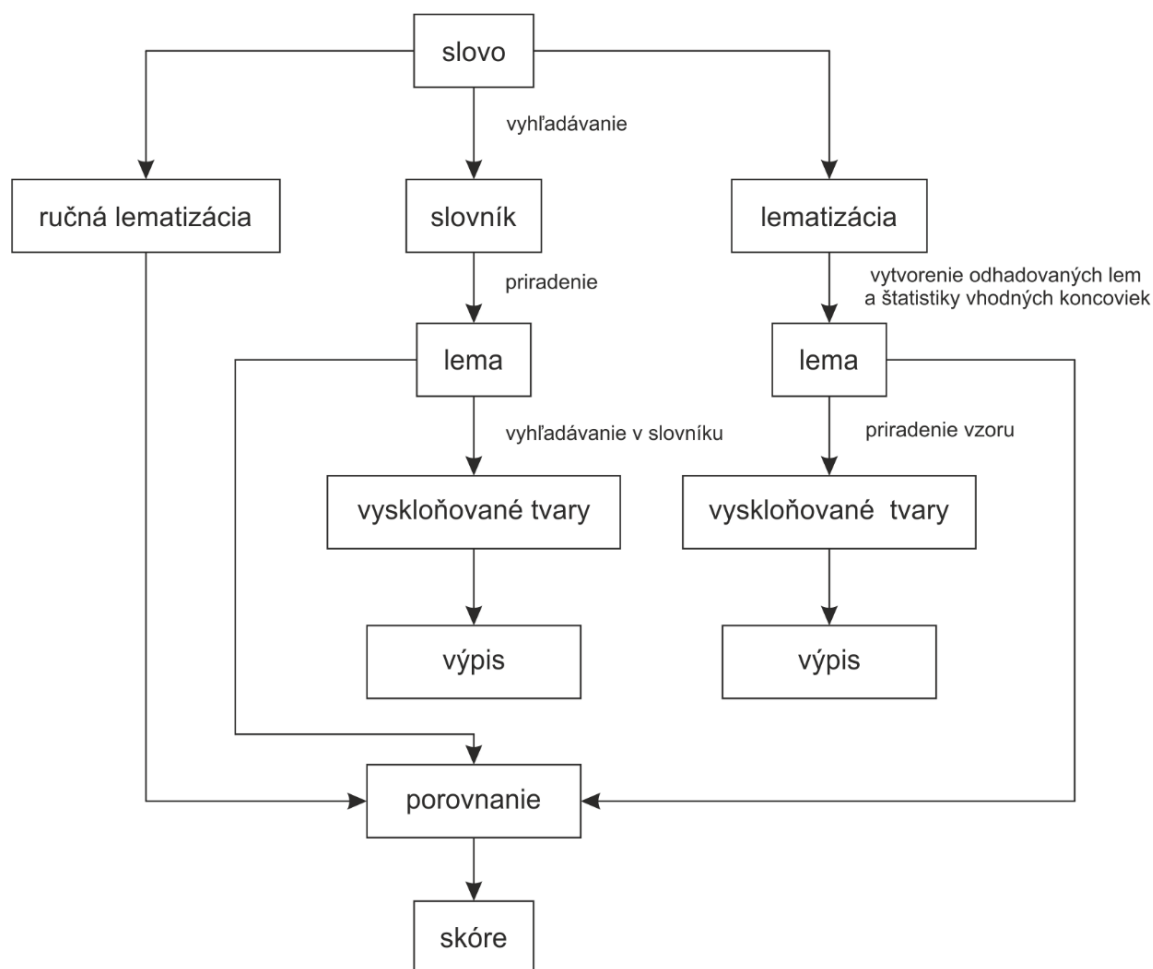 slovo
vyhľadávanie
ručná lematizácia
slovník
lematizácia
priradenie
vytvorenie odhadovaných lem
a štatistiky vhodných koncoviek
lema
lema
vyhľadávanie v slovníku
priradenie vzoru
vyskloňované tvary
vyskloňované tvary
výpis
výpis
porovnanie
skóre